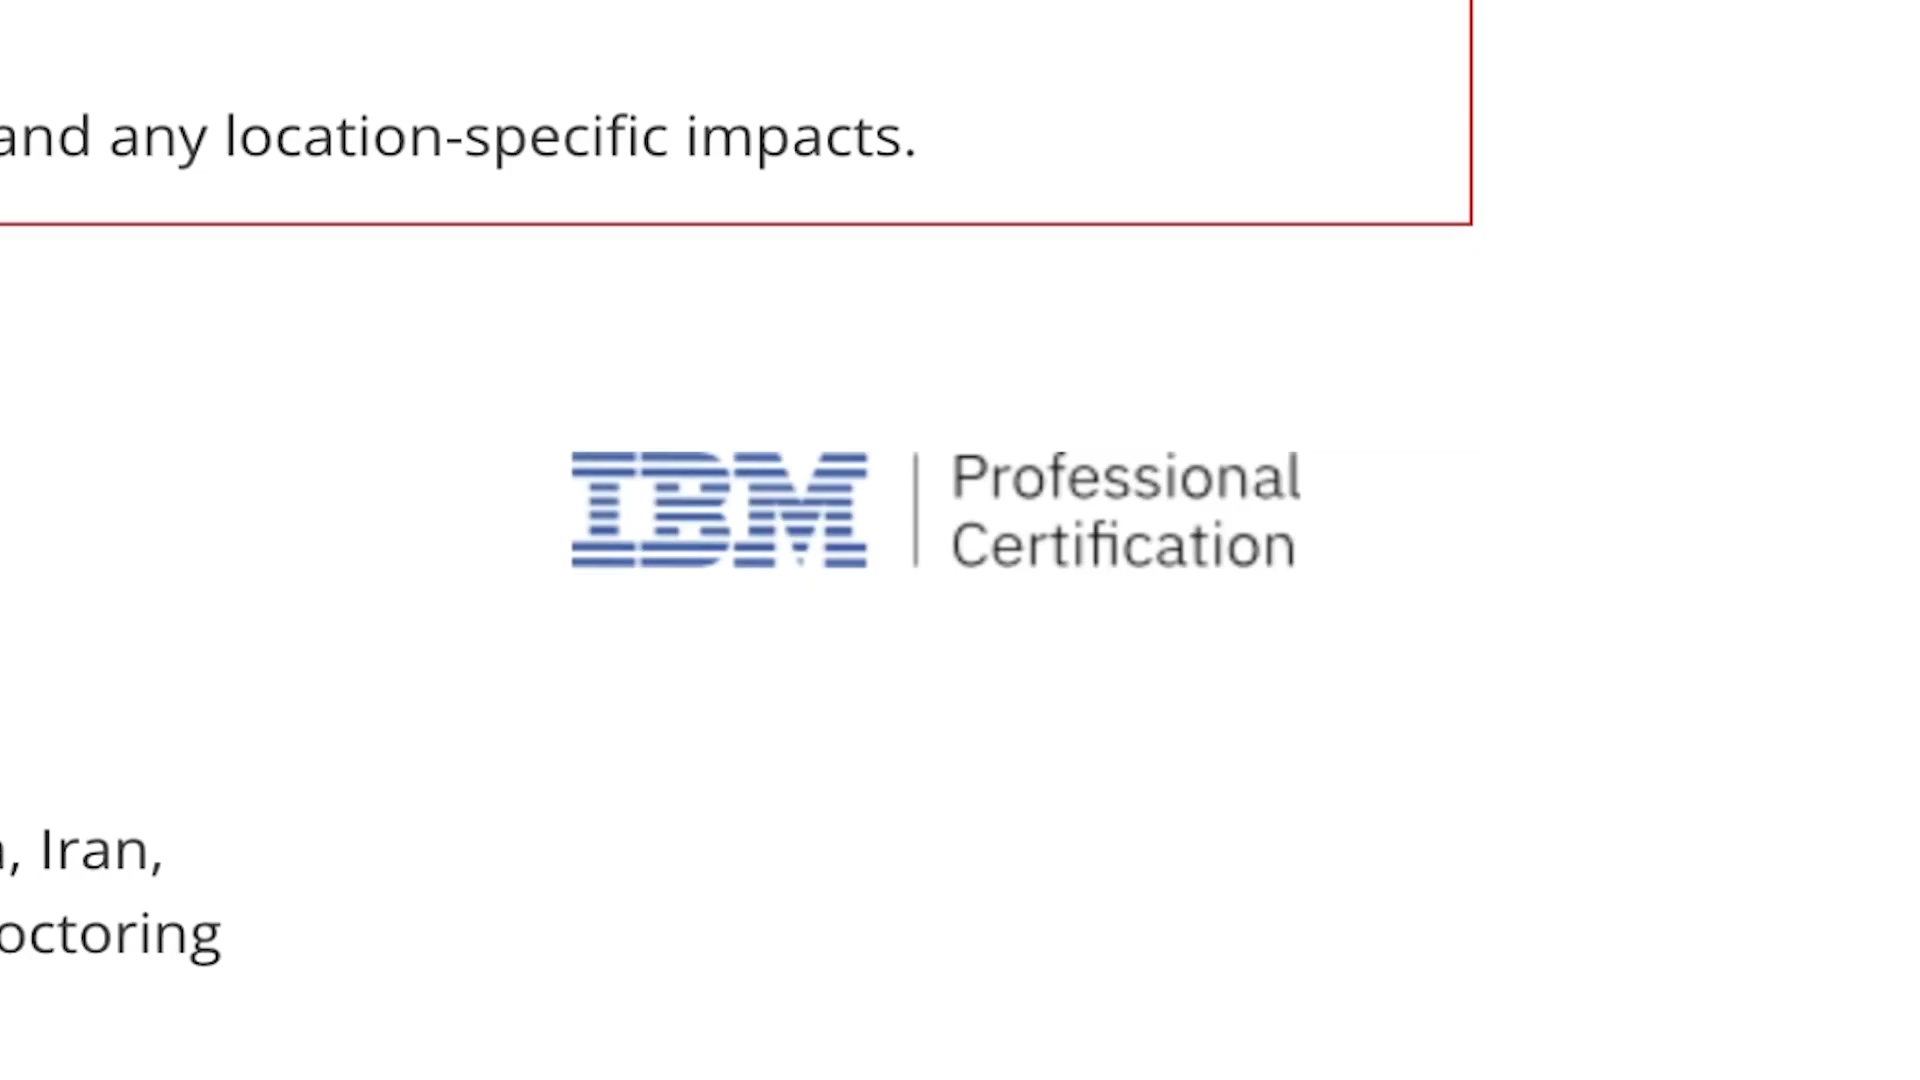 and any location-specific impacts.
IBM
Professional
Certification
, Iran,
octoring